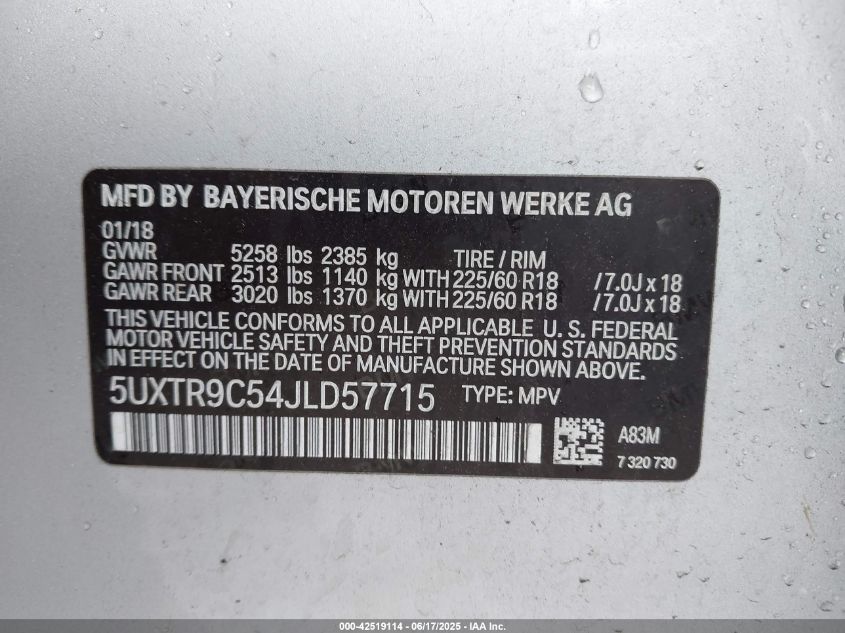 MFD BY BAYERISCHE MOTOREN WERKE AG
01/18
GVWR 5258 lbs 2385 kg TIRE / RIM
GAWR FRONT 2513 lbs 1140 kg WITH 225/60 R18 / 7.0J x 18
GAWR REAR 3020 lbs 1370 kg WITH 225/60 R18 / 7.0J x 18
THIS VEHICLE CONFORMS TO ALL APPLICABLE U. S. FEDERAL
MOTOR VEHICLE SAFETY AND THEFT PREVENTION STANDARDS
IN EFFECT ON THE DATE OF MANUFACTURE SHOWN ABOVE.
5UXTR9C54JLD57715 TYPE: MPV
A83M
7 320 730
000-42519114 - 06/17/2025 - IAA Inc.